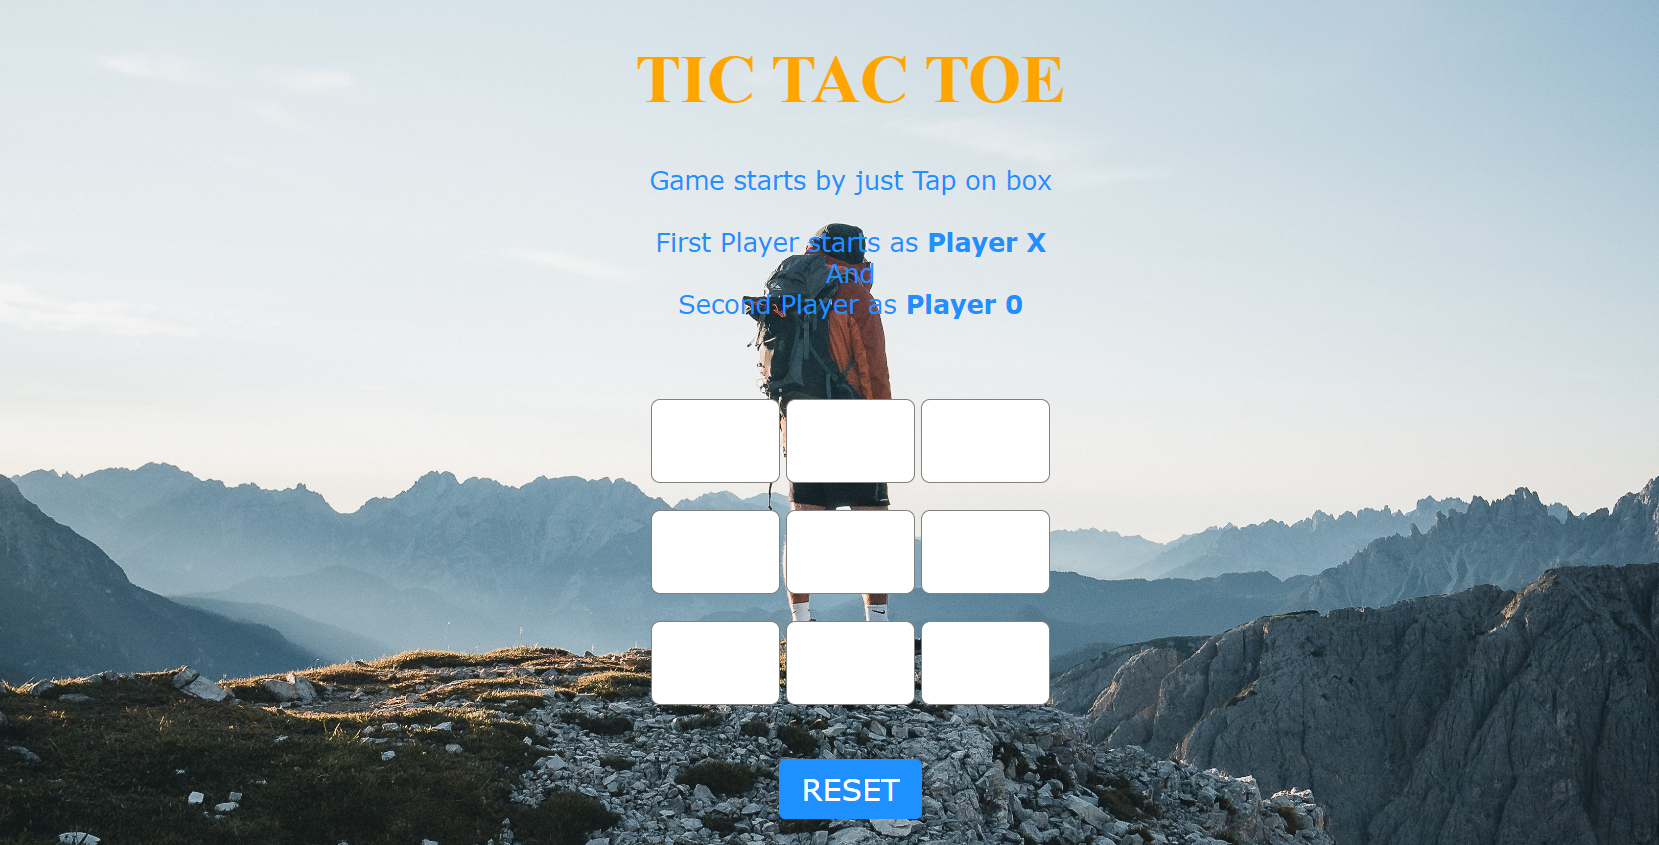 TIC TAC TOE
Game starts by just Tap on box
First Player starts as Player X
And
Second Player as Player 0
RESET